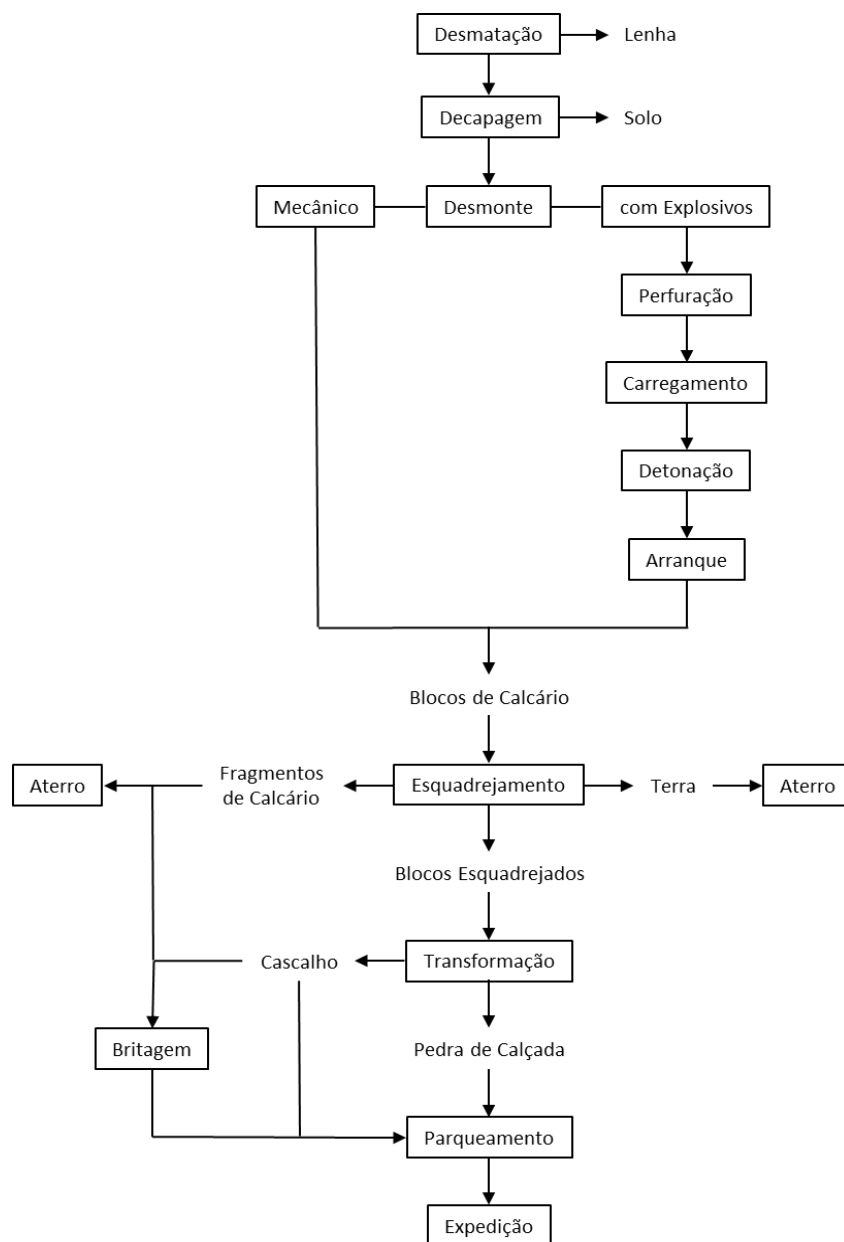 Desmatação
Lenha
Decapagem
Solo
Mecânico
Desmonte
com Explosivos
Perfuração
Carregamento
Detonação
Arranque
Blocos de Calcário
Aterro
Fragmentos
de Calcário
Esquadrejamento
Terra
Aterro
Blocos Esquadrejados
Cascalho
Transformação
Britagem
Pedra de Calçada
Parqueamento
Expedição